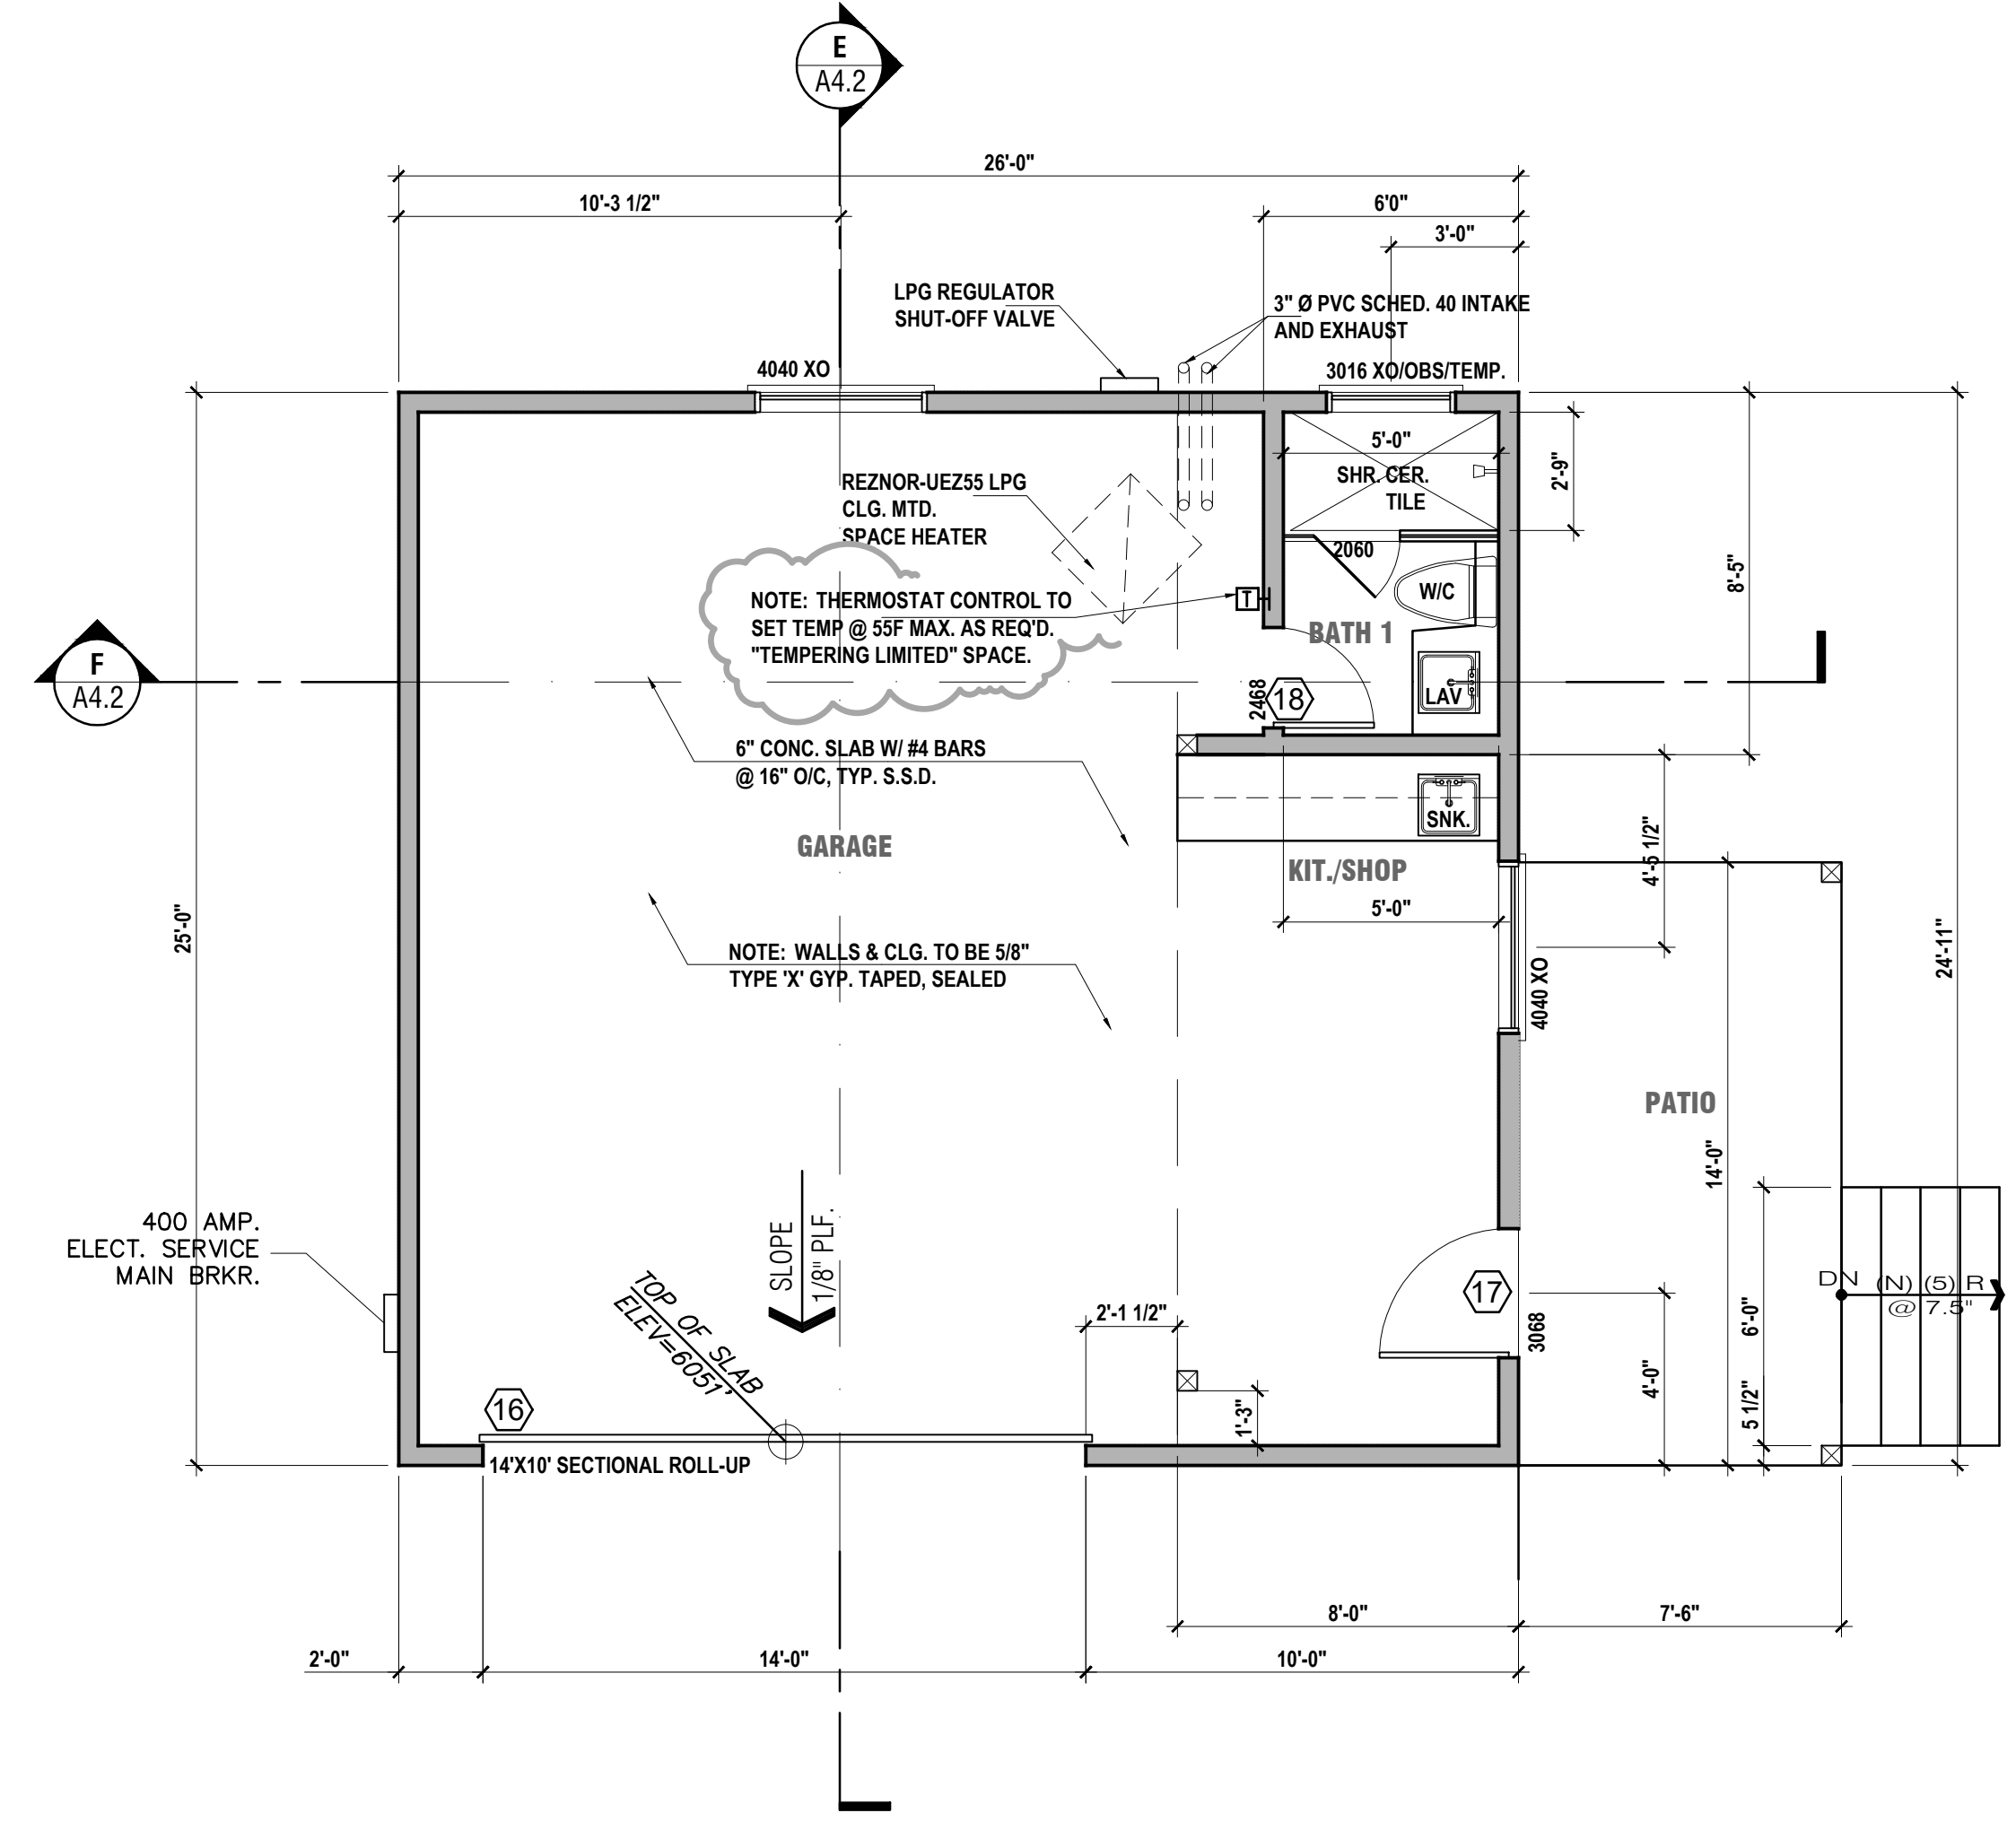 E
A4.2
26'-0"
10'-3 1/2"
6'0"
3'-0"
LPG REGULATOR
SHUT-OFF VALVE
3" Ø PVC SCHED. 40 INTAKE
AND EXHAUST
4040 XO
3016 XO/OBS/TEMP.
5'-0"
SHR. CER.
TILE
2'-9"
REZNOR-UEZ55 LPG
CLG. MTD.
SPACE HEATER
2060
W/C
8'-5"
NOTE: THERMOSTAT CONTROL TO
SET TEMP @ 55F MAX. AS REQ'D.
"TEMPERING LIMITED" SPACE.
T
BATH 1
F
A4.2
2468
18
LAV
6" CONC. SLAB W/ #4 BARS
@ 16" O/C, TYP. S.S.D.
SNK.
GARAGE
KIT./SHOP
4'-5 1/2"
5'-0"
25'-0"
24'-11"
NOTE: WALLS & CLG. TO BE 5/8"
TYPE 'X' GYP. TAPED, SEALED
4040 XO
PATIO
14'-0"
400 AMP.
ELECT. SERVICE
MAIN BRKR.
SLOPE
1/8" PLF.
TOP OF SLAB
ELEV=6051'
2'-1 1/2"
17
3068
DN (N) (5) R
@ 7.5"
6'-0"
4'-0"
5 1/2"
1'-3"
16
14'X10' SECTIONAL ROLL-UP
8'-0"
7'-6"
2'-0"
14'-0"
10'-0"